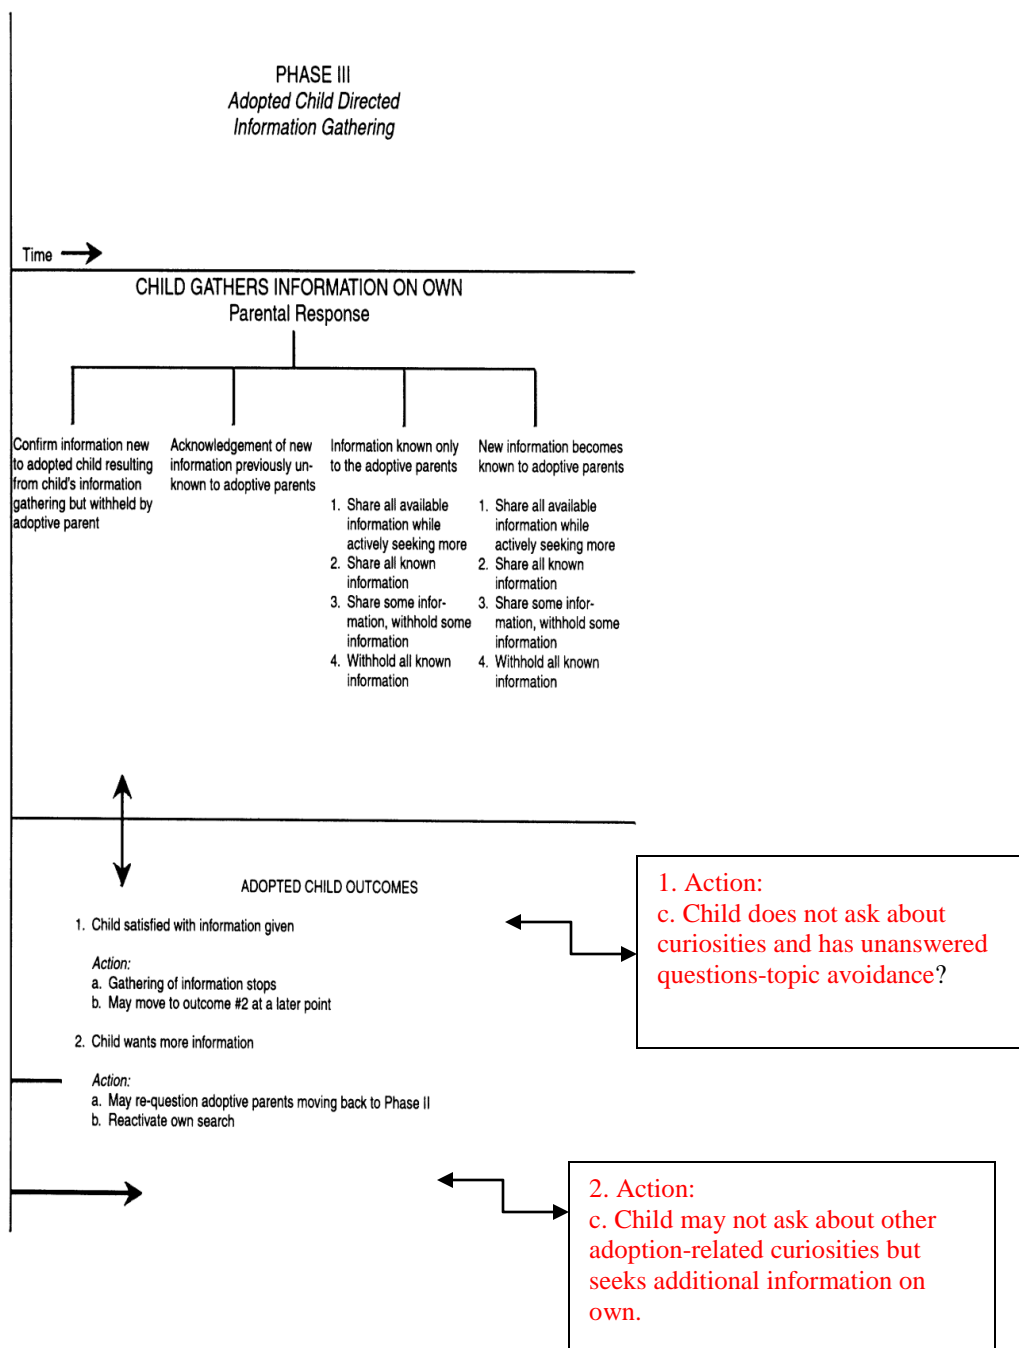 PHASE III
Adopted Child Directed
Information Gathering
Time
CHILD GATHERS INFORMATION ON OWN
Parental Response
Confirm information new
to adopted child resulting
from child's information
gathering but withheld by
adoptive parent
Acknowledgement of new
information previously un-
known to adoptive parents
Information known only
to the adoptive parents
1. Share all available
information while
actively seeking more
2. Share all known
information
3. Share some infor-
mation, withhold some
information
4. Withhold all known
information
New information becomes
known to adoptive parents
1. Share all available
information while
actively seeking more
2. Share all known
information
3. Share some infor-
mation, withhold some
information
4. Withhold all known
information
ADOPTED CHILD OUTCOMES
1. Child satisfied with information given
Action:
a. Gathering of information stops
b. May move to outcome #2 at a later point
2. Child wants more information
Action:
a. May re-question adoptive parents moving back to Phase II
b. Reactivate own search
1. Action:
c. Child does not ask about
curiosities and has unanswered
questions-topic avoidance?
2. Action:
c. Child may not ask about other
adoption-related curiosities but
seeks additional information on
own.